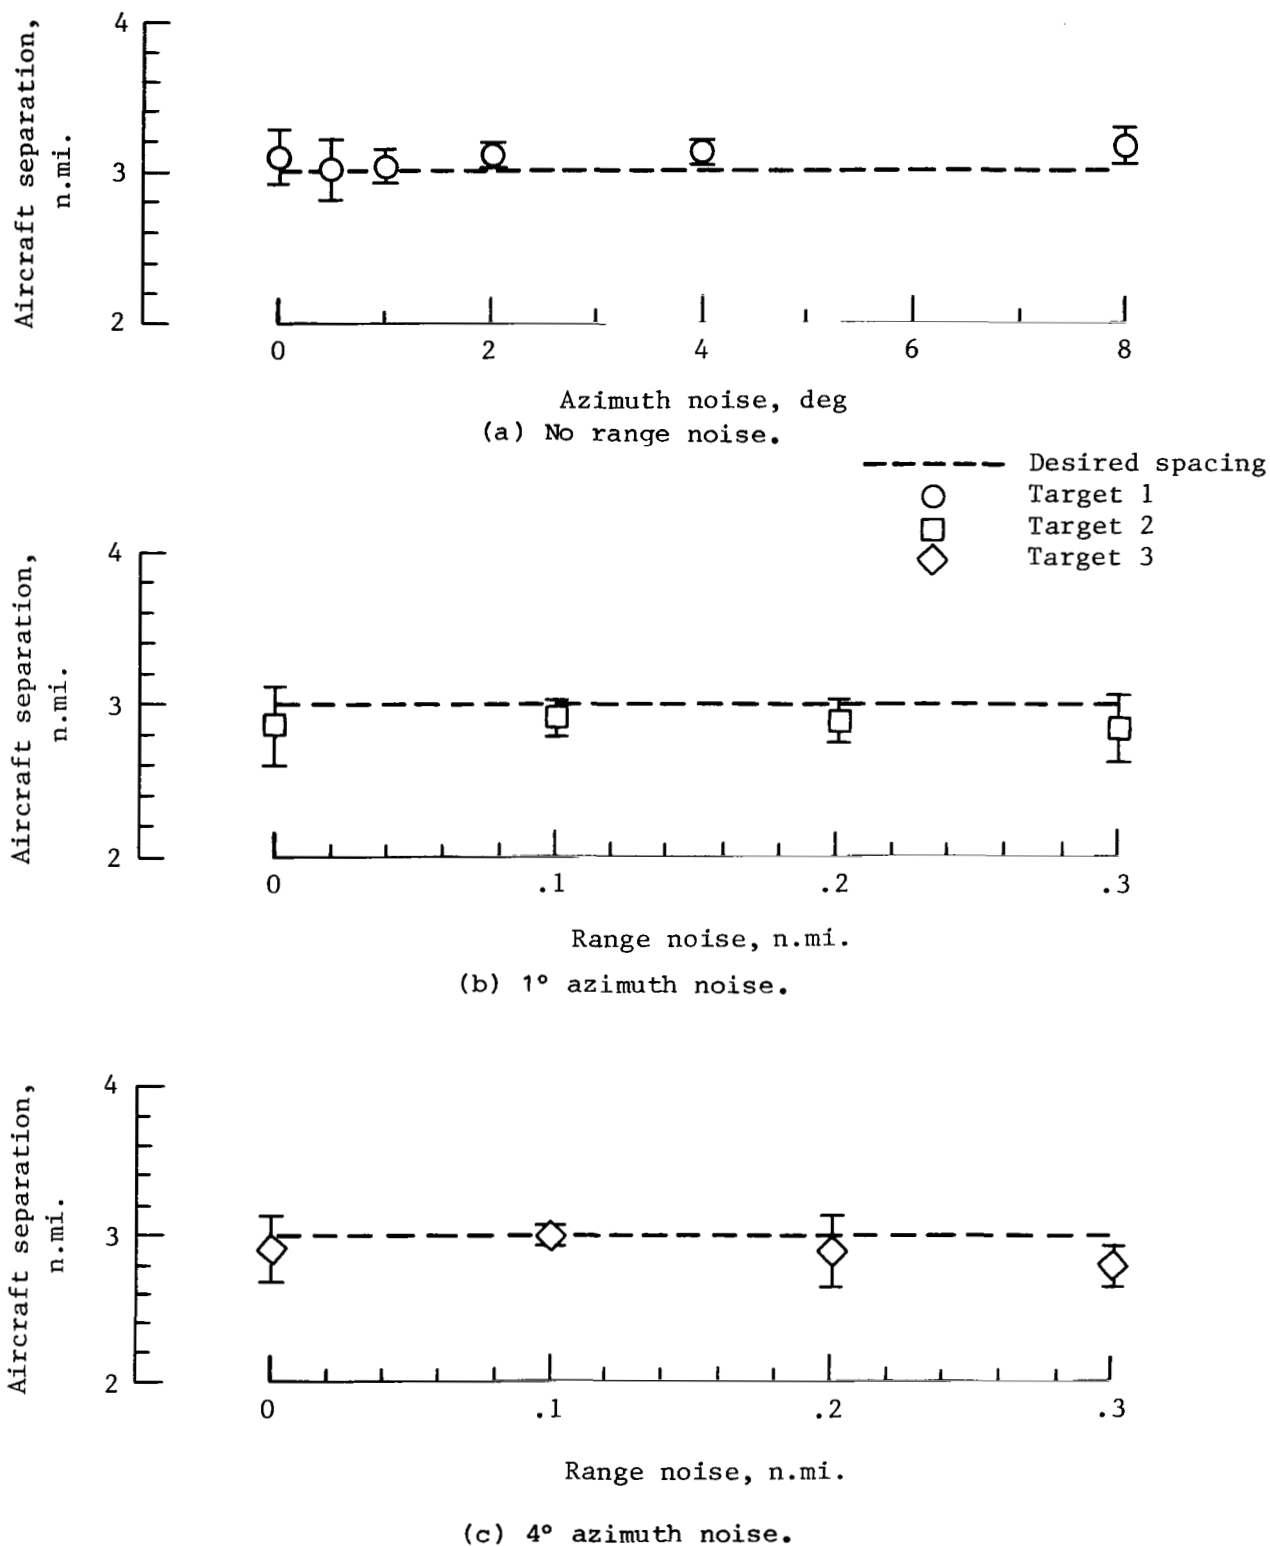 4
Aircraft separation,
n.mi.
3
2
0 2 4 6 8
Azimuth noise, deg
(a) No range noise.
Desired spacing
Target 1
Target 2
Target 3
4
Aircraft separation,
n.mi.
3
2
0 .1 .2 .3
Range noise, n.mi.
(b) 1° azimuth noise.
4
Aircraft separation,
n.mi.
3
2
0 .1 .2 .3
Range noise, n.mi.
(c) 4° azimuth noise.